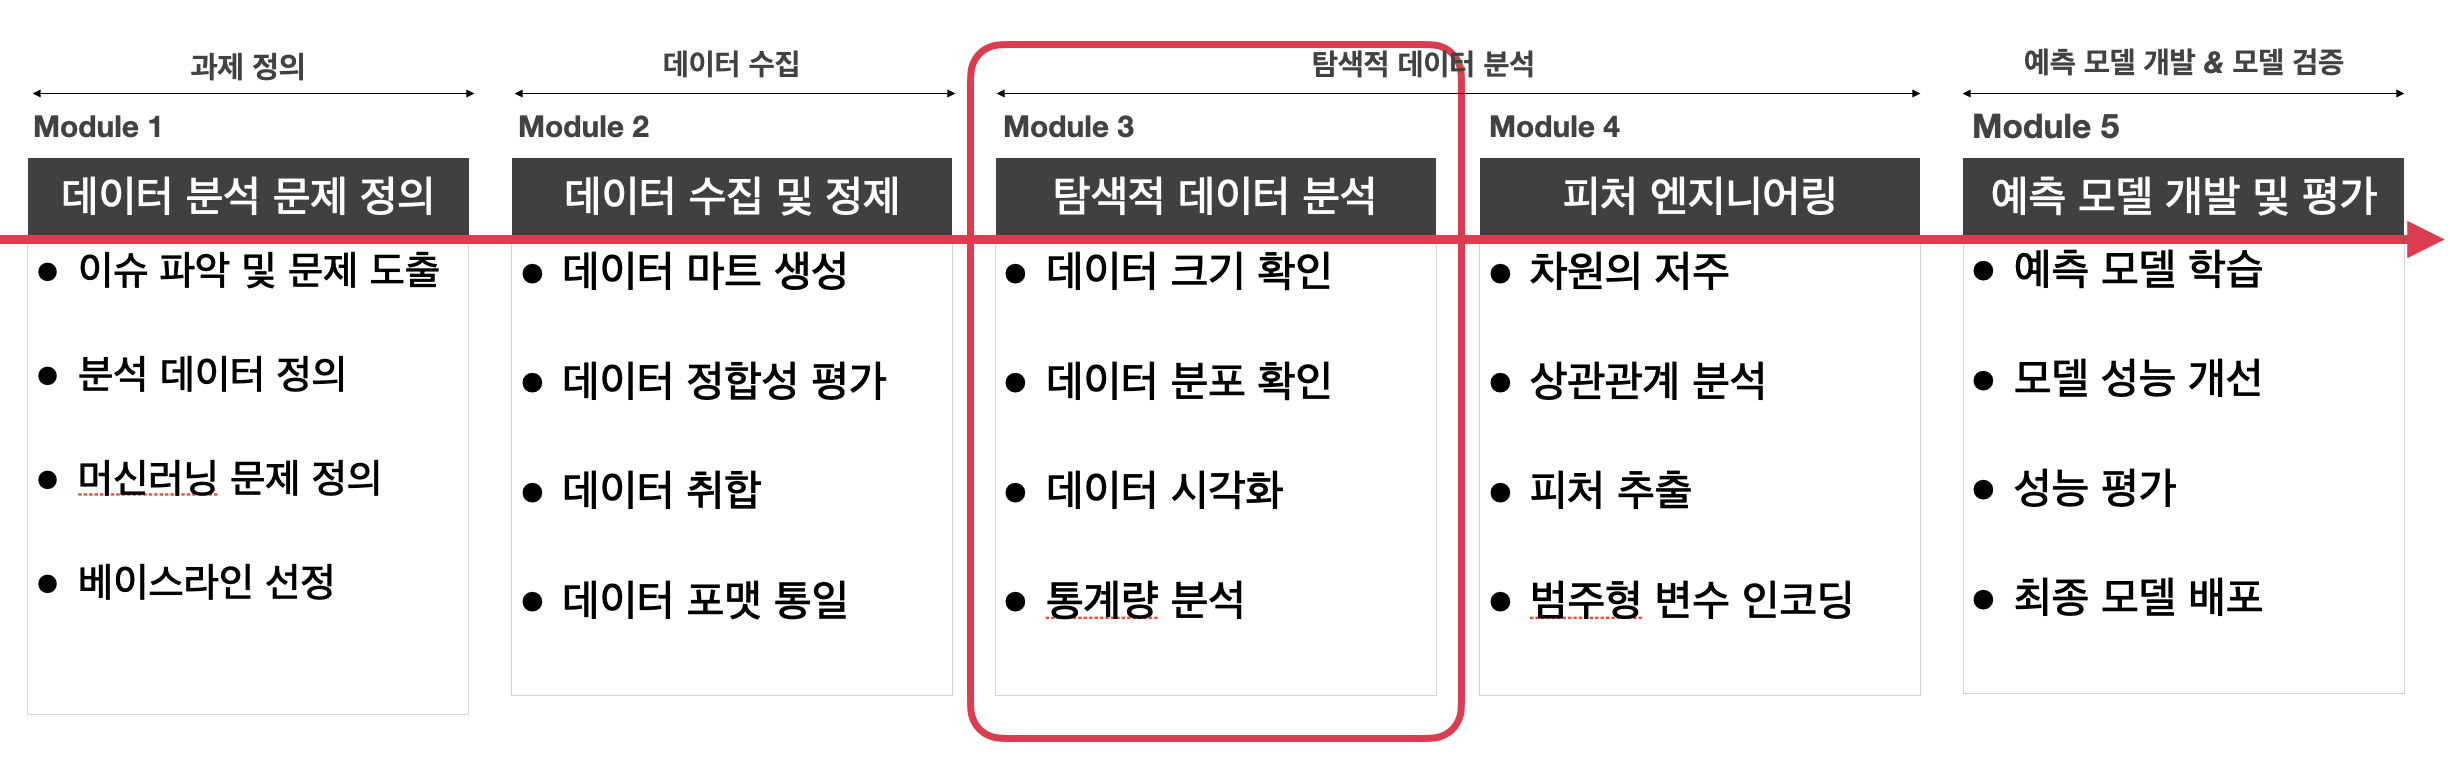 과제 정의
데이터 수집
탐색적 데이터 분석
예측 모델 개발 & 모델 검증
Module 1
데이터 분석 문제 정의
● 이슈 파악 및 문제 도출
● 분석 데이터 정의
● 머신러닝 문제 정의
● 베이스라인 선정
Module 2
데이터 수집 및 정제
● 데이터 마트 생성
● 데이터 정합성 평가
● 데이터 취합
● 데이터 포맷 통일
Module 3
탐색적 데이터 분석
● 데이터 크기 확인
● 데이터 분포 확인
● 데이터 시각화
● 통계량 분석
Module 4
피처 엔지니어링
● 차원의 저주
● 상관관계 분석
● 피처 추출
● 범주형 변수 인코딩
Module 5
예측 모델 개발 및 평가
● 예측 모델 학습
● 모델 성능 개선
● 성능 평가
● 최종 모델 배포